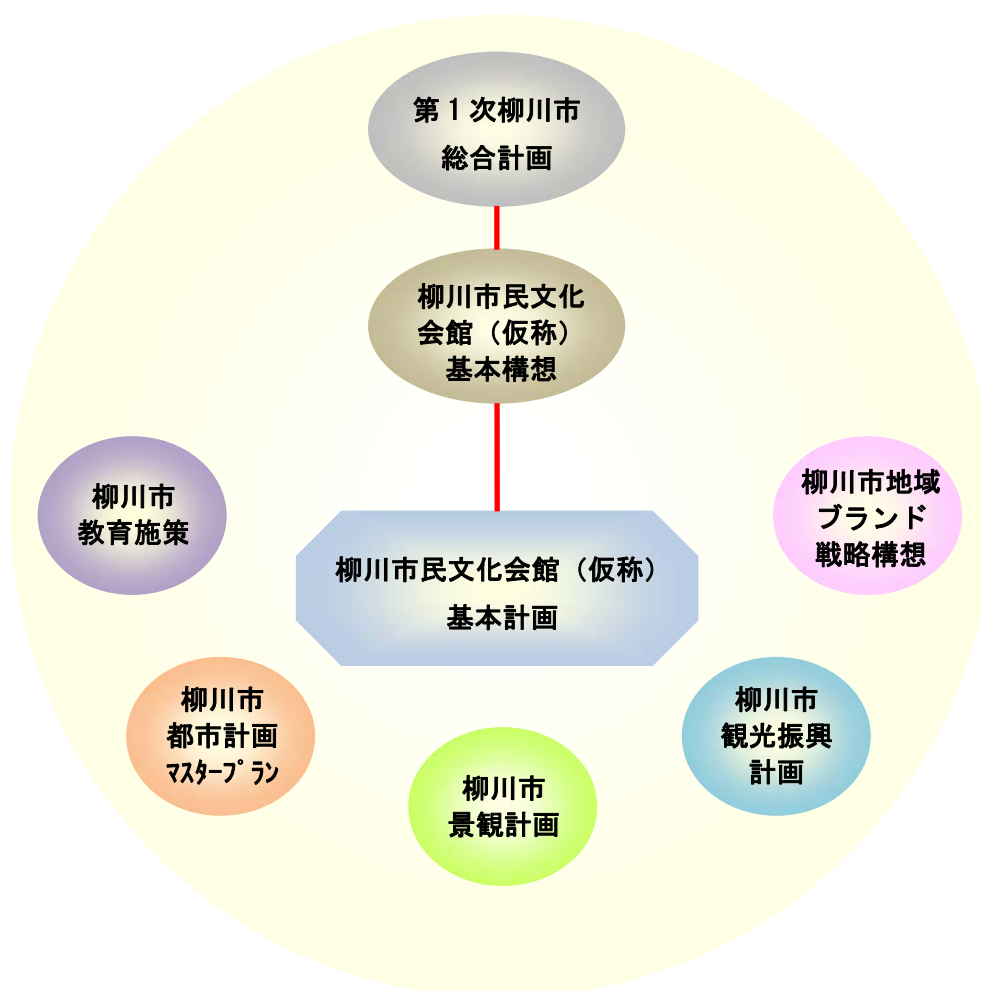 第1次柳川市
総合計画
柳川市民文化
会館（仮称）
基本構想
柳川市
教育施策
柳川市地域
ブランド
戦略構想
柳川市民文化会館（仮称）
基本計画
柳川市
都市計画
ﾏｽﾀｰﾌﾟﾗﾝ
柳川市
観光振興
計画
柳川市
景観計画